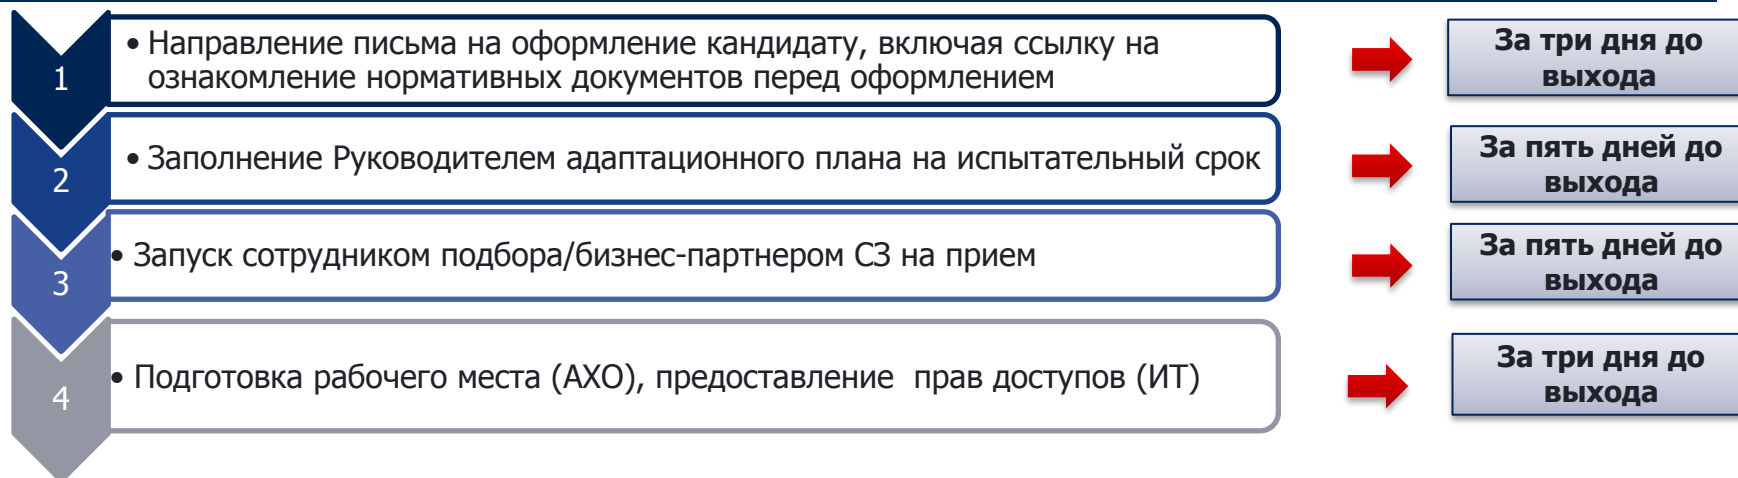 1
• Направление письма на оформление кандидату, включая ссылку на
ознакомление нормативных документов перед оформлением
За три дня до
выхода
2
• Заполнение Руководителем адаптационного плана на испытательный срок
За пять дней до
выхода
3
• Запуск сотрудником подбора/бизнес-партнером СЗ на прием
За пять дней до
выхода
4
• Подготовка рабочего места (АХО), предоставление  прав доступов (ИТ)
За три дня до
выхода